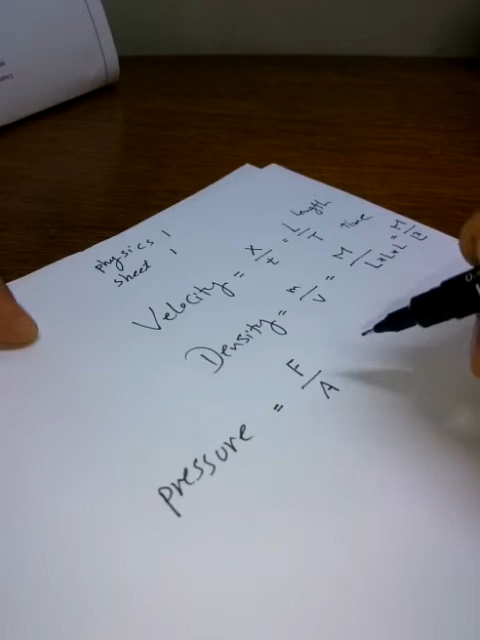 physics 1
sheet 1
Velocity = X/t = L/T Length Time
Density = m/v = M/L*L*L = M/L3
pressure = F/A